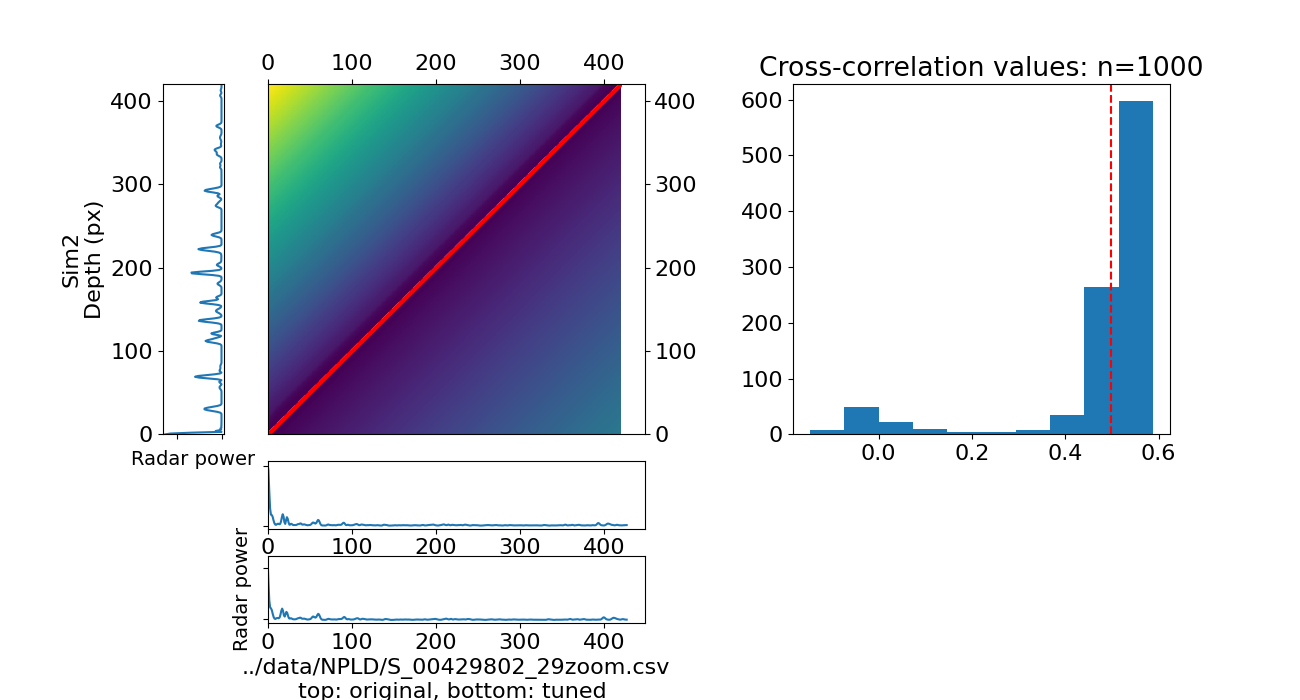 0 100 200 300 400
Cross-correlation values: n=1000
400
300
200
100
0
Sim2
Depth (px)
Radar power
400
300
200
100
0
600
500
400
300
200
100
0
0.0 0.2 0.4 0.6
0 100 200 300 400
Radar power
0 100 200 300 400
../data/NPLD/S_00429802_29zoom.csv
top: original, bottom: tuned